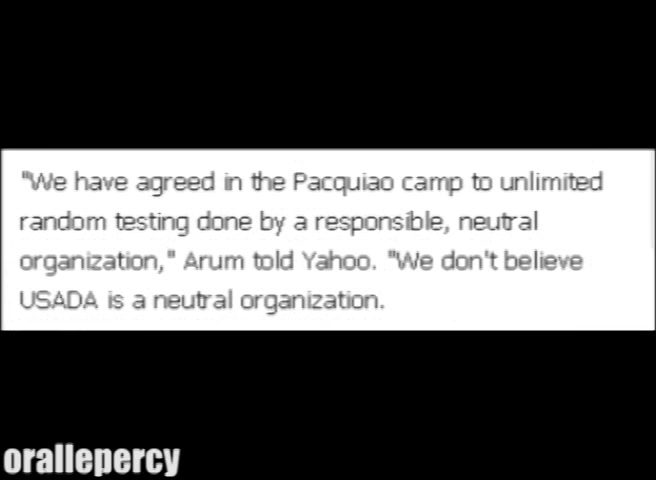 "We have agreed in the Pacquiao camp to unlimited
random testing done by a responsible, neutral
organization," Arum told Yahoo. "We don't believe
USADA is a neutral organization.
orallepercy